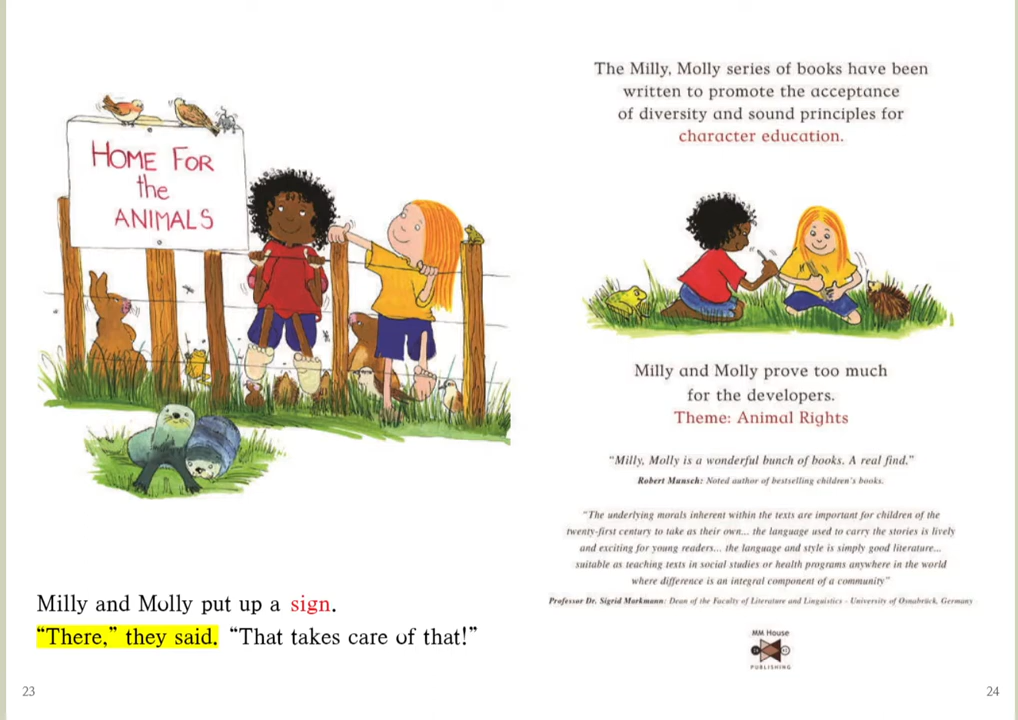 HOME FOR
the
ANIMALS
Milly and Molly put up a sign.
“There,” they said. “That takes care of that!”
23
The Milly, Molly series of books have been
written to promote the acceptance
of diversity and sound principles for
character education.
Milly and Molly prove too much
for the developers.
Theme: Animal Rights
“Milly, Molly is a wonderful bunch of books. A real find.”
Robert Munsch: Noted author of bestselling children's books.
“The underlying morals inherent within the texts are important for children of the
twenty-first century to take as their own... the language used to carry the stories is lively
and exciting for young readers... the language and style is simply good literature...
suitable as teaching texts in social studies or health programs anywhere in the world
where difference is an integral component of a community”
Professor Dr. Sigrid Markmann: Dean of the Faculty of Literature and Linguistics - University of Osnabrück, Germany
MM House
PUBLISHING
24